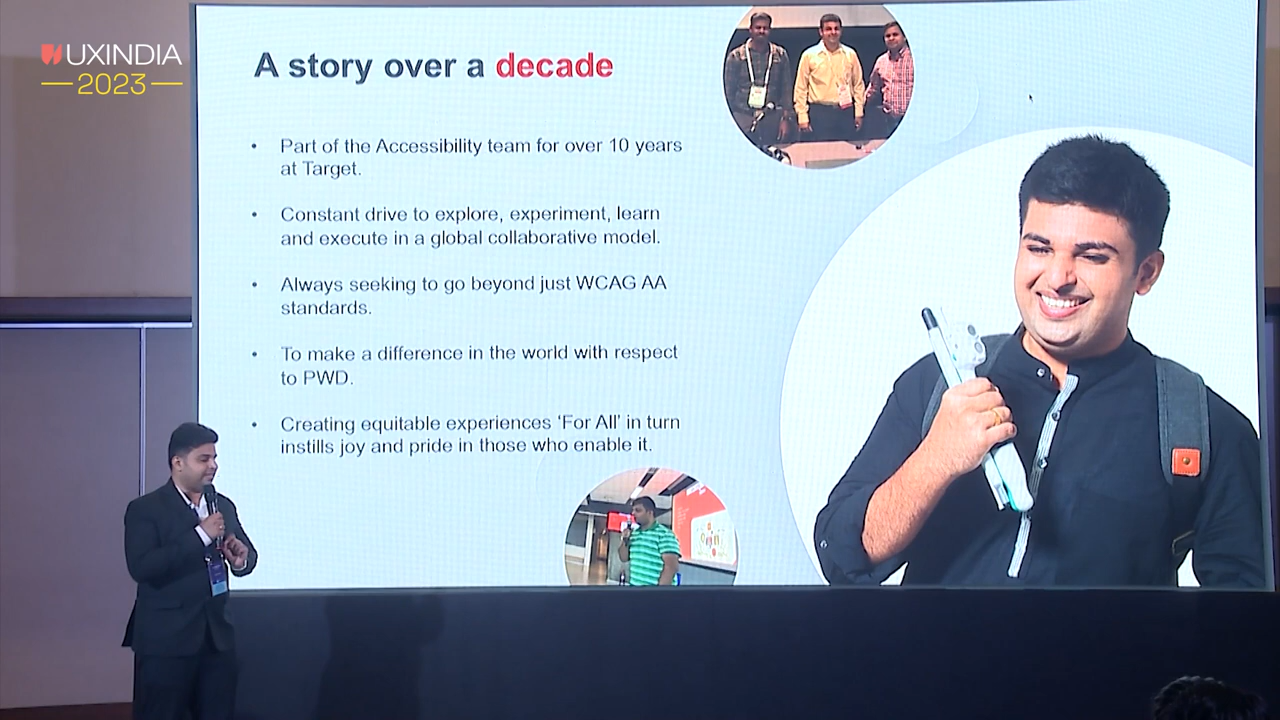 UXINDIA
2023
A story over a decade
• Part of the Accessibility team for over 10 years
at Target.
• Constant drive to explore, experiment, learn
and execute in a global collaborative model.
• Always seeking to go beyond just WCAG AA
standards.
• To make a difference in the world with respect
to PWD.
• Creating equitable experiences ‘For All’ in turn
instills joy and pride in those who enable it.